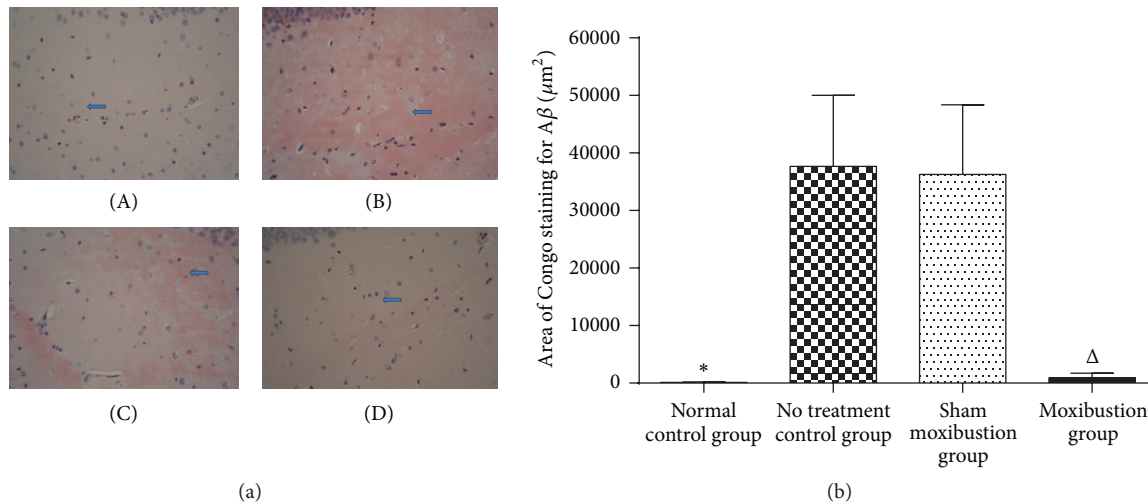 (A)
(B)
(C)
(D)
(a)
Area of Congo staining for Aβ (μm²)
60000
50000
40000
30000
20000
10000
0
*
Δ
Normal
control group
No treatment
control group
Sham
moxibustion
group
Moxibustion
group
(b)